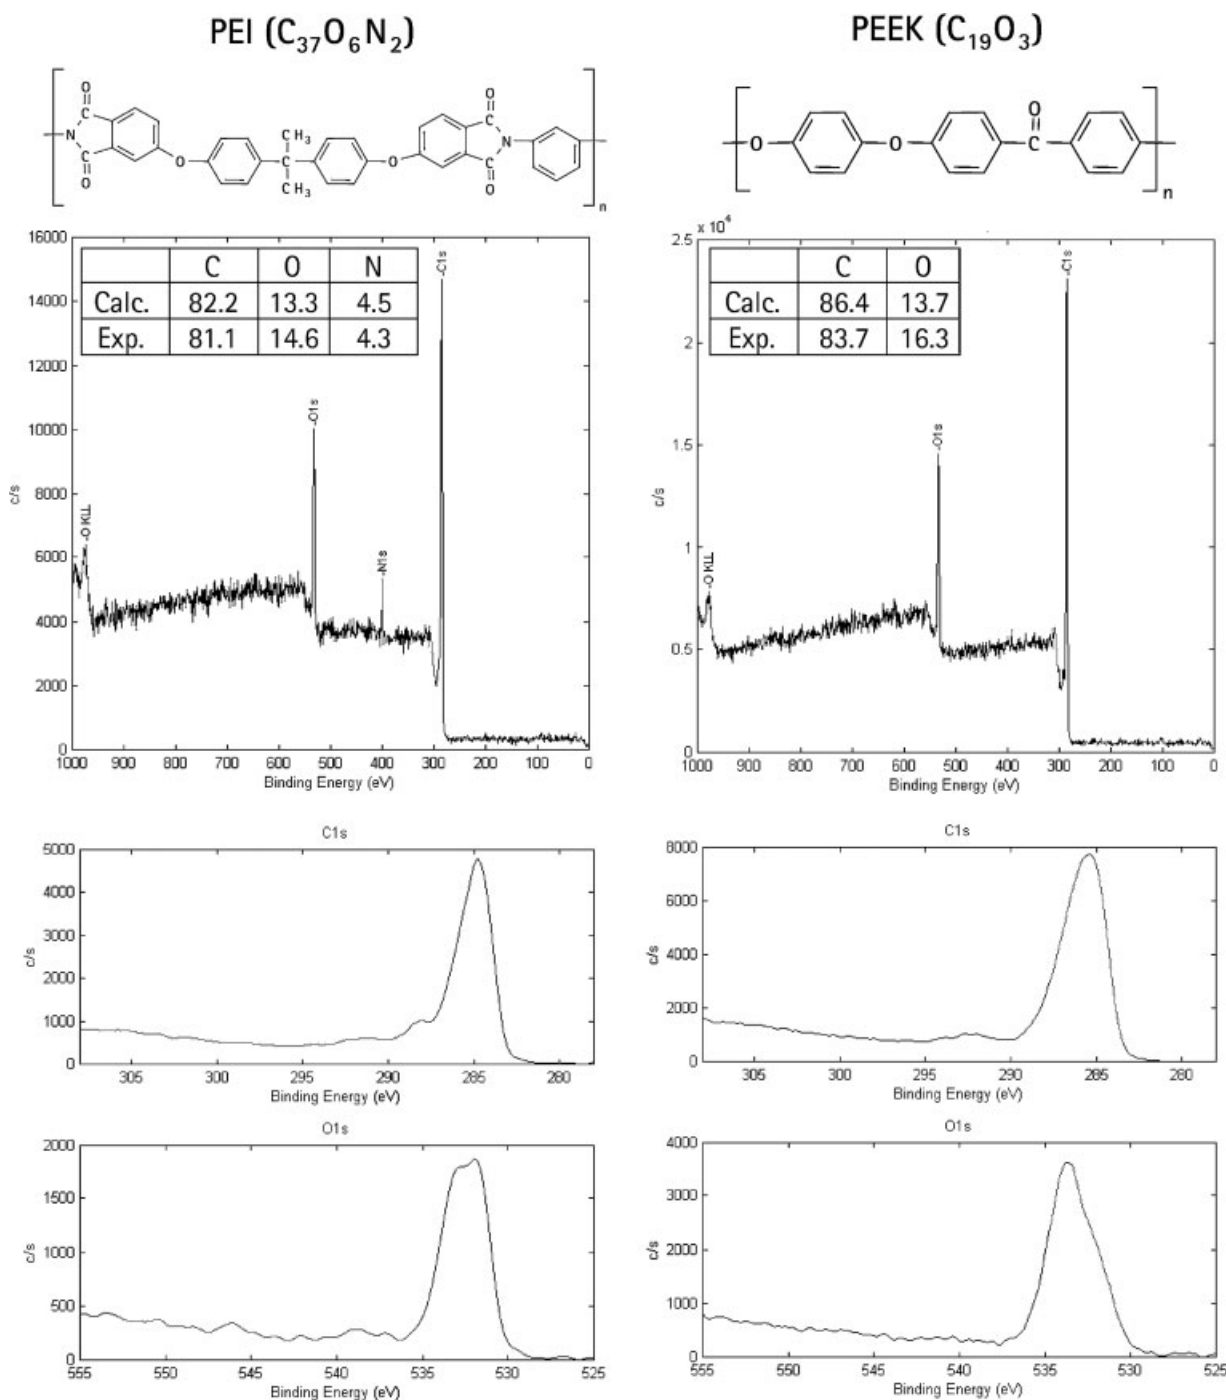 PEI (C₃₇O₆N₂)
O
C
N
C
O
O
CH₃
C
CH₃
O
O
C
N
C
O
n
PEEK (C₁₉O₃)
O
O
O
C
n
16000
14000
12000
10000
8000
6000
4000
2000
0
c/s
C O N
Calc. 82.2 13.3 4.5
Exp. 81.1 14.6 4.3
-O KLL
-O1s
-N1s
-C1s
1000 900 800 700 600 500 400 300 200 100 0
Binding Energy (eV)
x 10⁴
2.5
2
1.5
1
0.5
0
c/s
C O
Calc. 86.4 13.7
Exp. 83.7 16.3
-O KLL
-O1s
-C1s
1000 900 800 700 600 500 400 300 200 100 0
Binding Energy (eV)
C1s
5000
4000
3000
2000
1000
0
c/s
305 300 295 290 285 280
Binding Energy (eV)
C1s
8000
6000
4000
2000
0
c/s
305 300 295 290 285 280
Binding Energy (eV)
O1s
2000
1500
1000
500
0
c/s
555 550 545 540 535 530 525
Binding Energy (eV)
O1s
4000
3000
2000
1000
0
c/s
555 550 545 540 535 530 525
Binding Energy (eV)